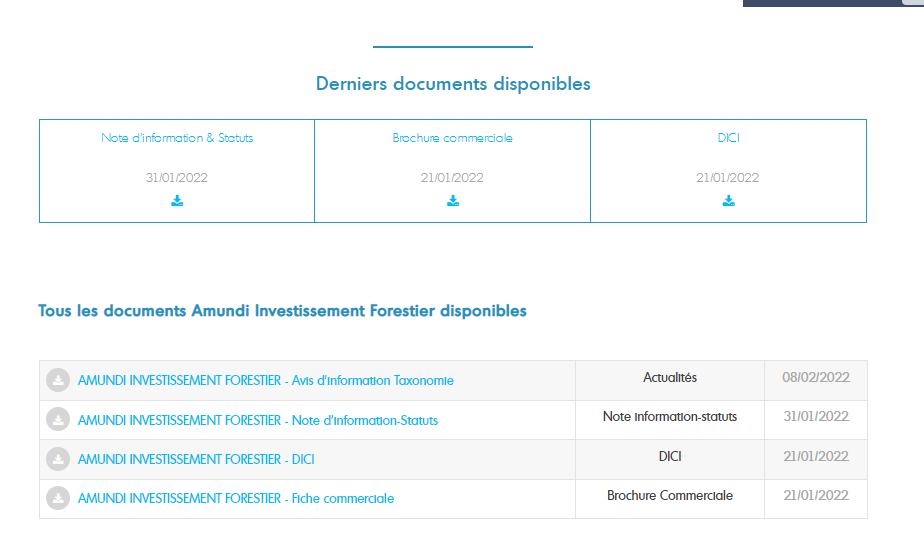 Derniers documents disponibles
Note d'information & Statuts
31/01/2022
Brochure commerciale
21/01/2022
DICI
21/01/2022
Tous les documents Amundi Investissement Forestier disponibles
AMUNDI INVESTISSEMENT FORESTIER - Avis d'information Taxonomie Actualités 08/02/2022
AMUNDI INVESTISSEMENT FORESTIER - Note d'information-Statuts Note information-statuts 31/01/2022
AMUNDI INVESTISSEMENT FORESTIER - DICI DICI 21/01/2022
AMUNDI INVESTISSEMENT FORESTIER - Fiche commerciale Brochure Commerciale 21/01/2022